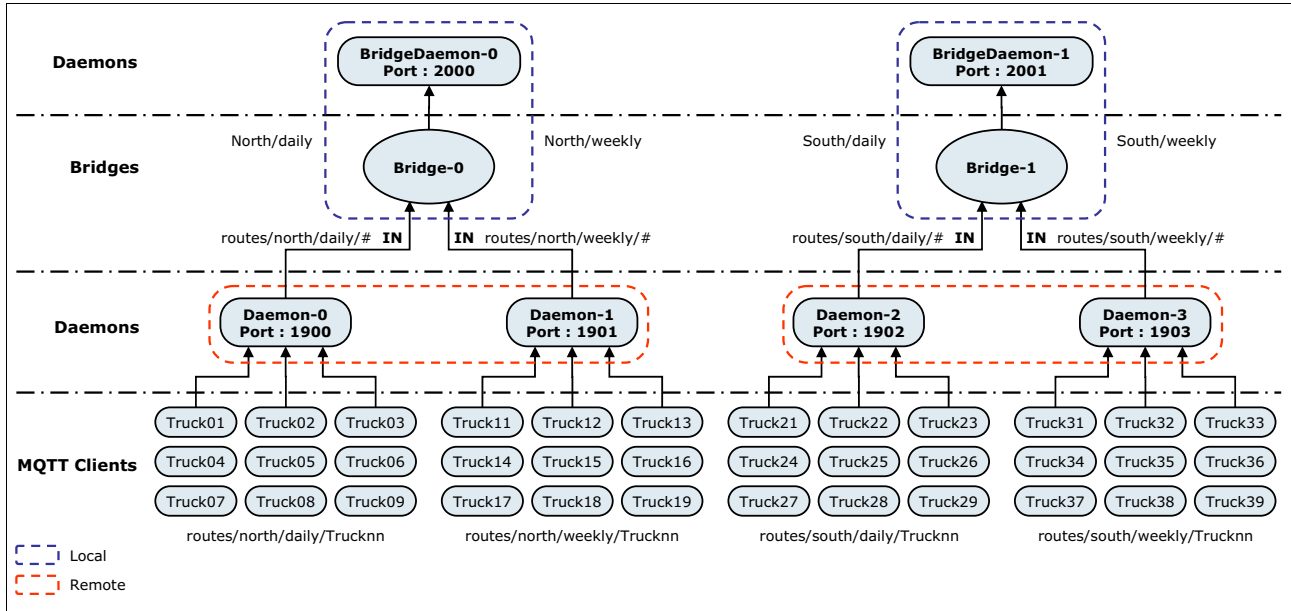 Daemons
BridgeDaemon-0
Port : 2000
BridgeDaemon-1
Port : 2001
Bridges
North/daily
North/weekly
South/daily
South/weekly
Bridge-0
Bridge-1
routes/north/daily/# IN
IN routes/north/weekly/#
routes/south/daily/# IN
IN routes/south/weekly/#
Daemons
Daemon-0
Port : 1900
Daemon-1
Port : 1901
Daemon-2
Port : 1902
Daemon-3
Port : 1903
MQTT Clients
Truck01 Truck02 Truck03
Truck04 Truck05 Truck06
Truck07 Truck08 Truck09
routes/north/daily/Trucknn
Truck11 Truck12 Truck13
Truck14 Truck15 Truck16
Truck17 Truck18 Truck19
routes/north/weekly/Trucknn
Truck21 Truck22 Truck23
Truck24 Truck25 Truck26
Truck27 Truck28 Truck29
routes/south/daily/Trucknn
Truck31 Truck32 Truck33
Truck34 Truck35 Truck36
Truck37 Truck38 Truck39
routes/south/weekly/Trucknn
Local
Remote